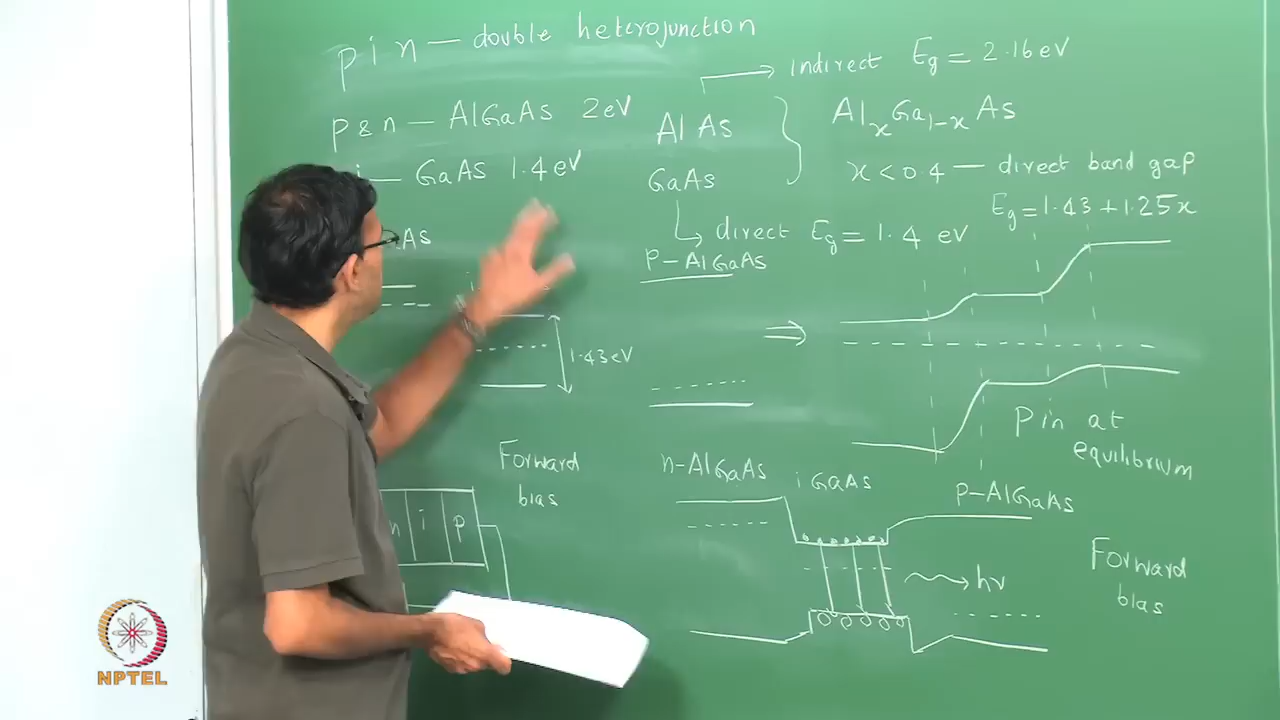 p i n — double heterojunction
p & n — AlGaAs 2eV
i — GaAs 1.4 eV
AlAs
GaAs
indirect Eg = 2.16 eV
direct Eg = 1.4 eV
AlxGa1-xAs
x < 0.4 — direct band gap
Eg = 1.43 + 1.25x
As
i
P-AlGaAs
1.43 eV
Pin at
equilibrium
Forward
bias
n i p
n-AlGaAs
i GaAs
P-AlGaAs
hν
Forward
bias
NPTEL